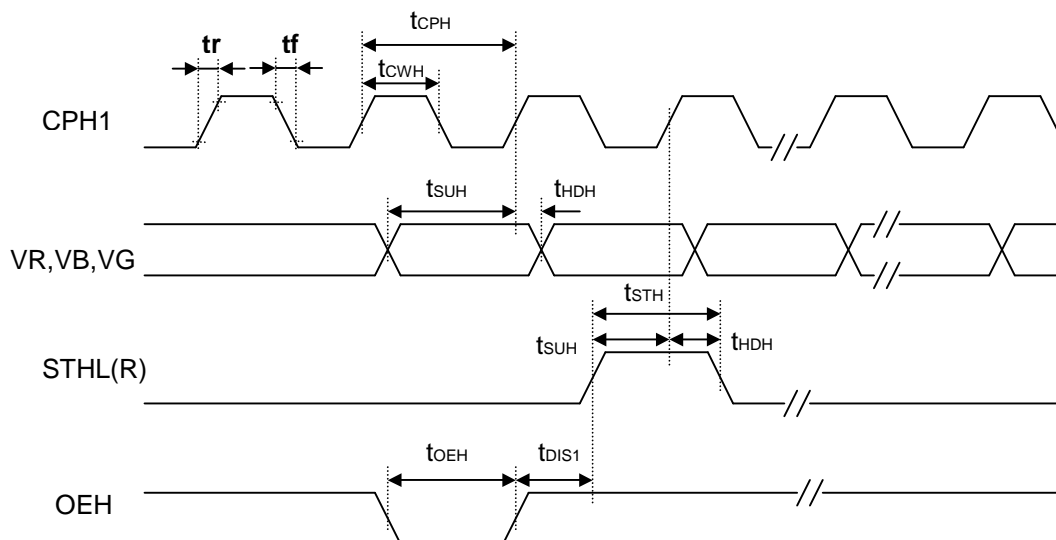 tCPH
tr
tf
tCWH
CPH1
tSUH
tHDH
VR,VB,VG
tSTH
tSUH
tHDH
STHL(R)
tOEH
tDIS1
OEH